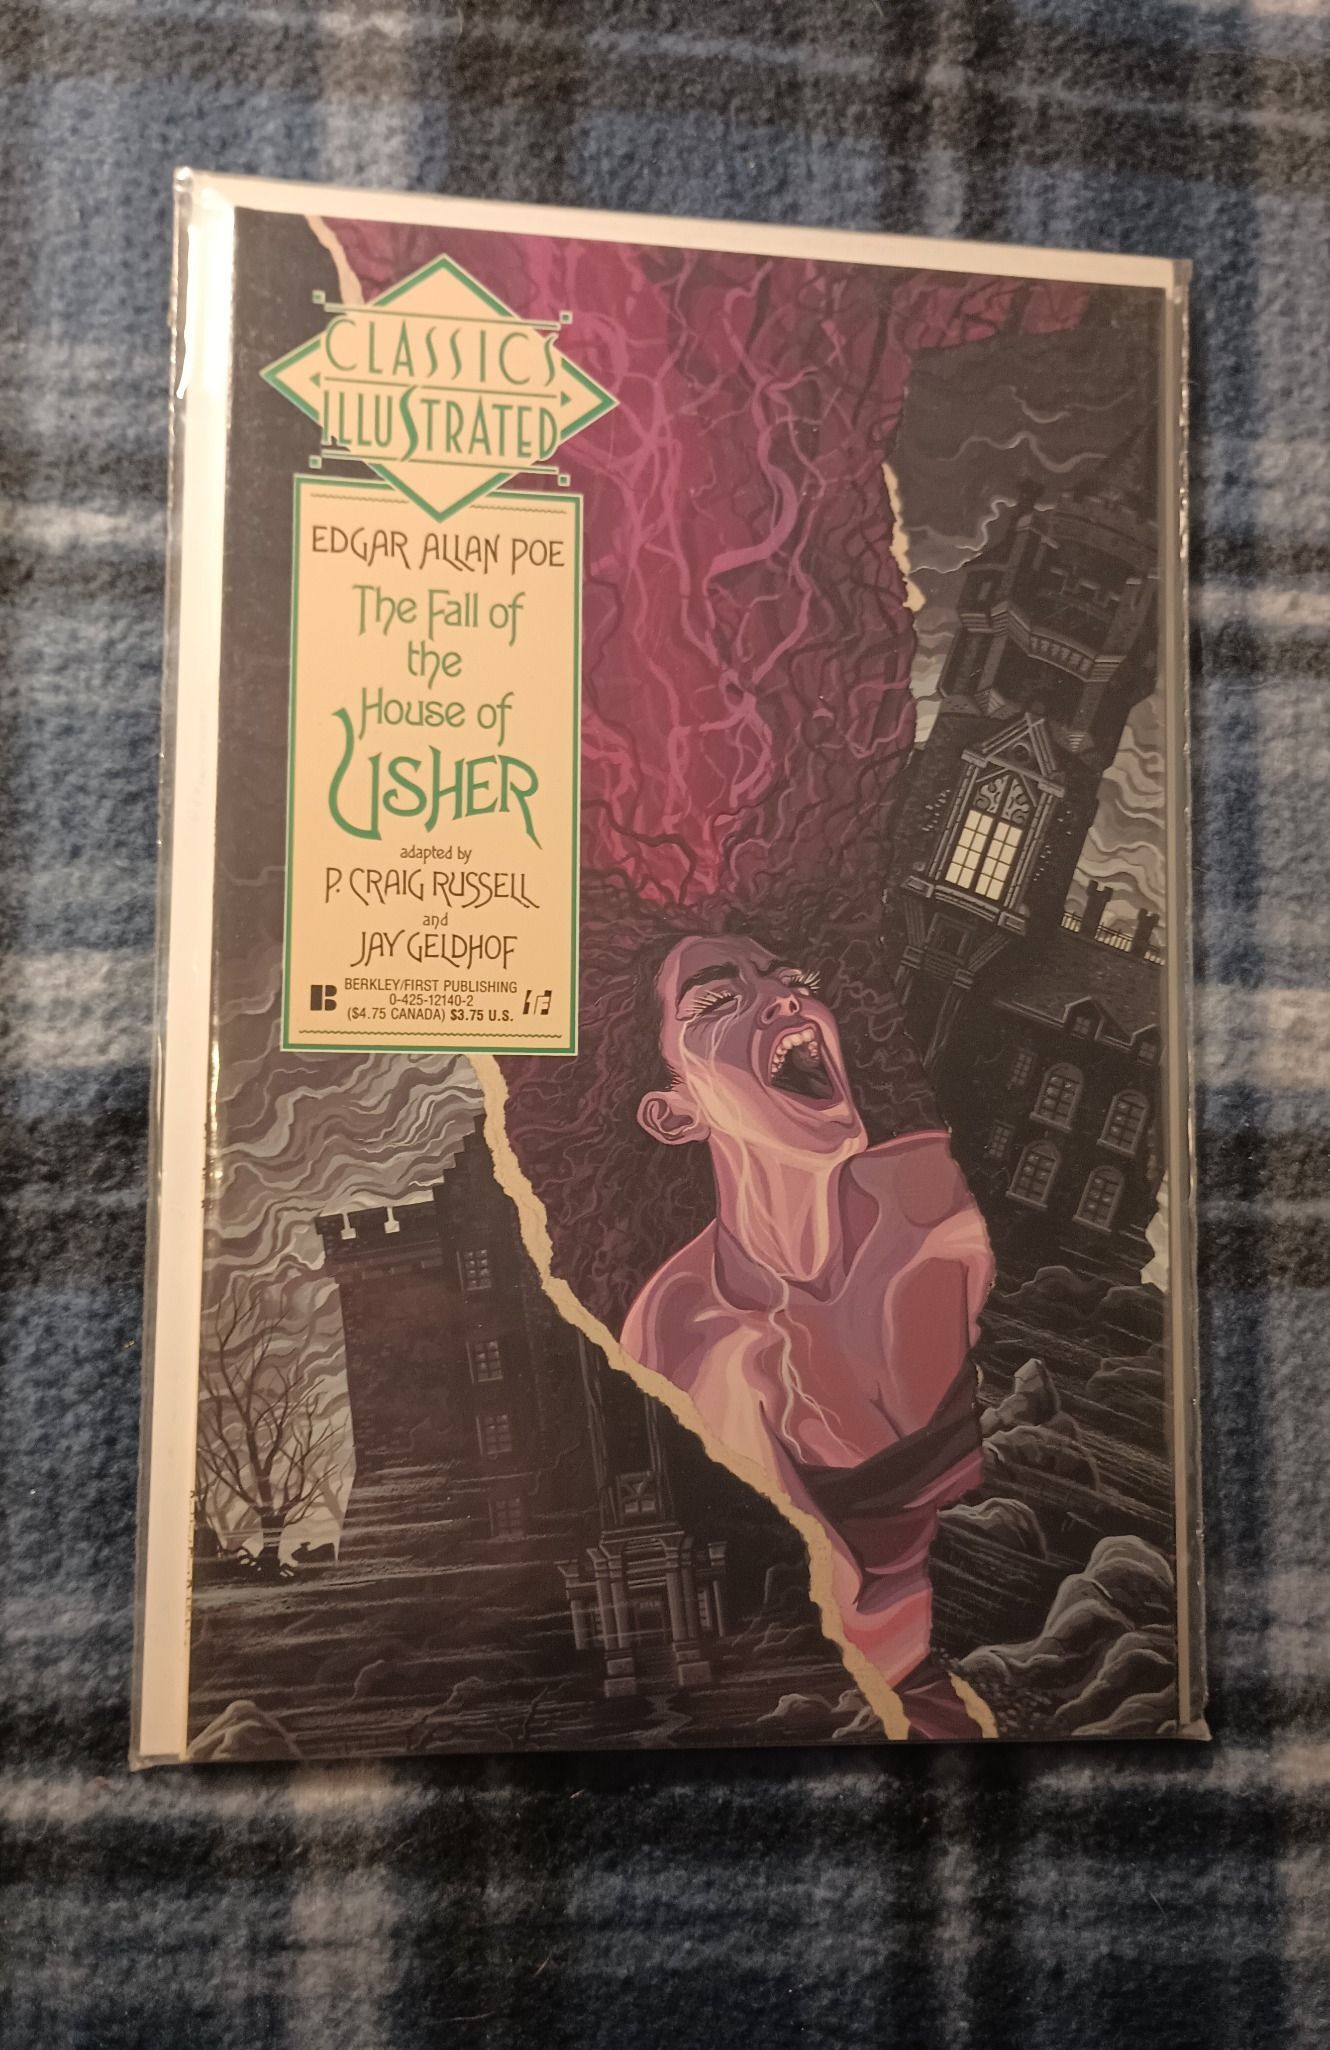 CLASSICS
ILLUSTRATED
EDGAR ALLAN POE
The Fall of
the
House of
USHER
adapted by
P. CRAIG RUSSELL
and
JAY GELDHOF
B
BERKLEY/FIRST PUBLISHING
0-425-12140-2
($4.75 CANADA) $3.75 U.S.
1F